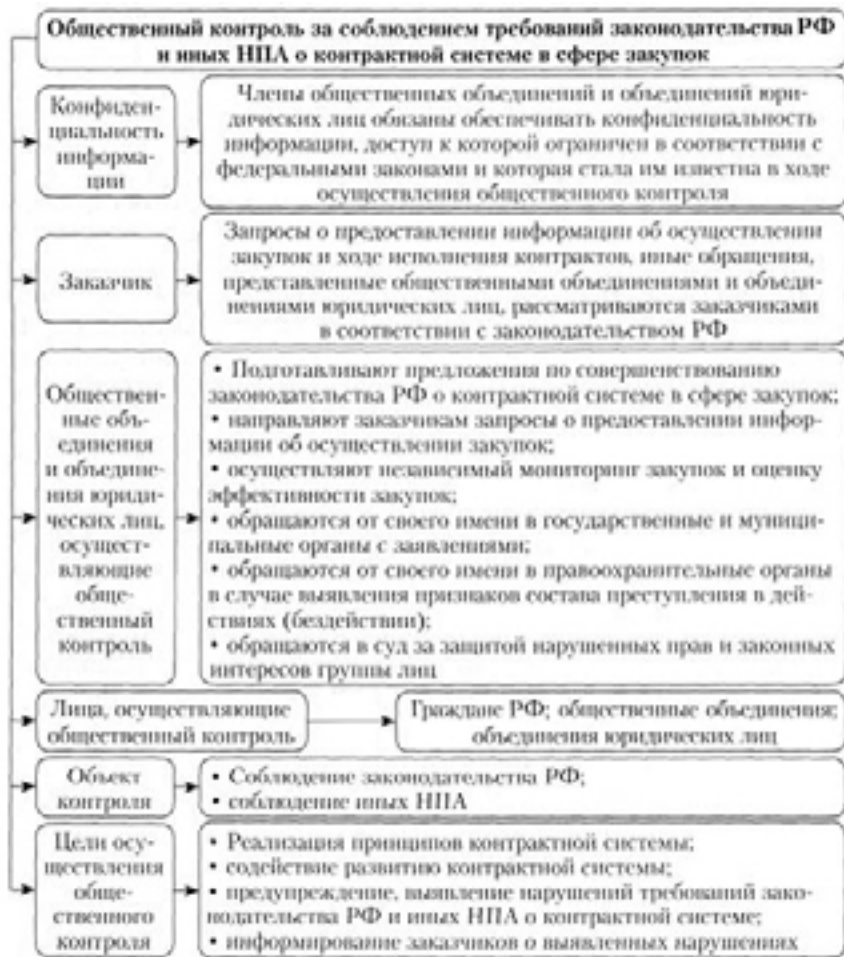 Общественный контроль за соблюдением требований законодательства РФ
и иных НПА о контрактной системе в сфере закупок
Конфиден-
циальность
информа-
ции
Члены общественных объединений и объединений юри-
дических лиц обязаны обеспечивать конфиденциальность
информации, доступ к которой ограничен в соответствии с
федеральными законами и которая стала им известна в ходе
осуществления общественного контроля
Заказчик
Запросы о предоставлении информации об осуществлении
закупок и ходе исполнения контрактов, иные обращения,
представленные общественными объединениями и объеди-
нениями юридических лиц, рассматриваются заказчиками
в соответствии с законодательством РФ
Обществен-
ные объ-
единения
и объедине-
ния юриди-
ческих лиц,
осущест-
вляющие
обще-
ственный
контроль
• Подготавливают предложения по совершенствованию
законодательства РФ о контрактной системе в сфере закупок;
• направляют заказчикам запросы о предоставлении инфор-
мации об осуществлении закупок;
• осуществляют независимый мониторинг закупок и оценку
эффективности закупок;
• обращаются от своего имени в государственные и муници-
пальные органы с заявлениями;
• обращаются от своего имени в правоохранительные органы
в случае выявления признаков состава преступления в дей-
ствиях (бездействии);
• обращаются в суд за защитой нарушенных прав и законных
интересов группы лиц
Лица, осуществляющие
общественный контроль
Граждане РФ; общественные объединения;
объединения юридических лиц
Объект
контроля
• Соблюдение законодательства РФ;
• соблюдение иных НПА
Цели осу-
ществления
обще-
ственного
контроля
• Реализация принципов контрактной системы;
• содействие развитию контрактной системы;
• предупреждение, выявление нарушений требований зако-
нодательства РФ и иных НПА о контрактной системе;
• информирование заказчиков о выявленных нарушениях